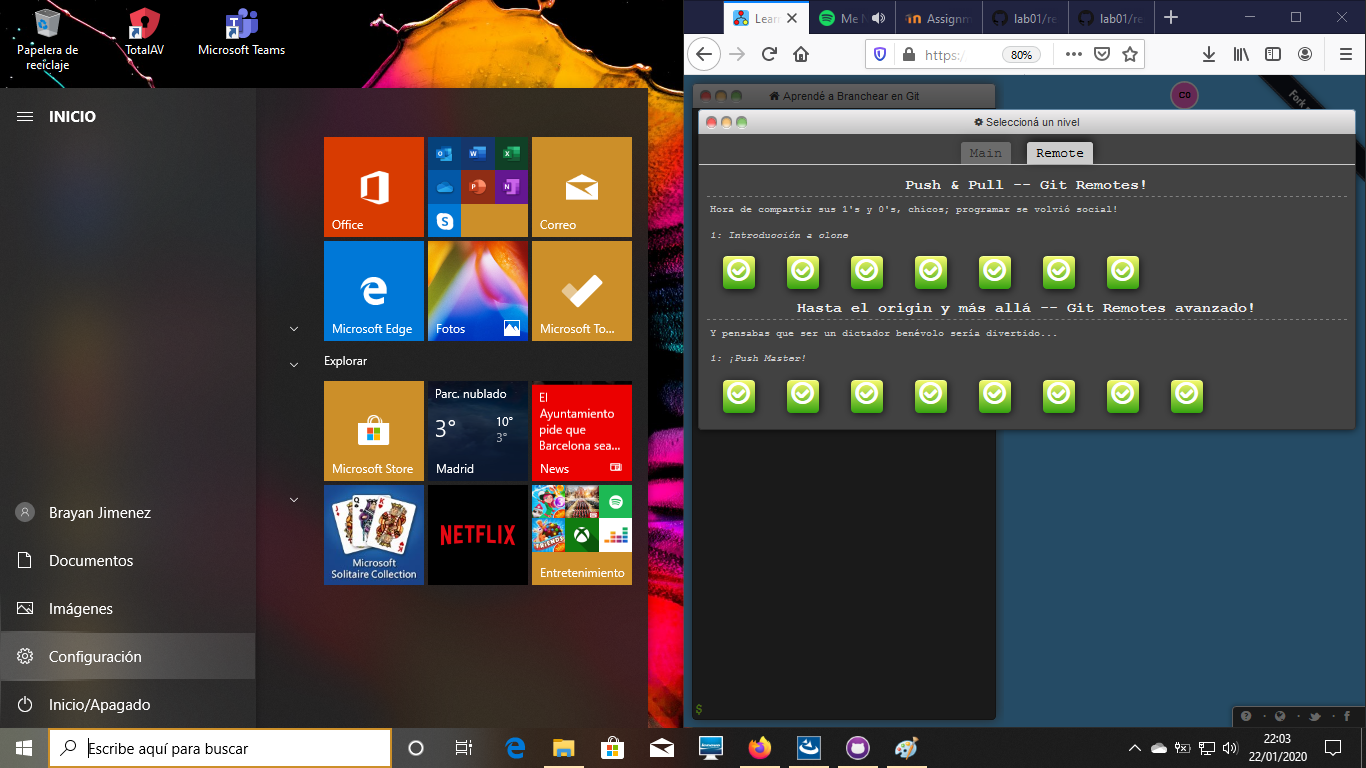 Papelera de
reciclaje
TotalAV
Microsoft Teams
INICIO
Office
Correo
Microsoft Edge
Fotos
Microsoft To...
Explorar
Microsoft Store
Parc. nublado
3°
10°
3°
Madrid
El
Ayuntamiento
pide que
Barcelona sea...
News
Microsoft
Solitaire Collection
NETFLIX
FRIENDS
Entretenimiento
Brayan Jimenez
Documentos
Imágenes
Configuración
Inicio/Apagado
Escribe aquí para buscar
Lear
Me
Assignm
lab01/re
lab01/re
https:
80%
Aprendé a Branchear en Git
CO
Fork
Seleccioná un nivel
Main
Remote
Push & Pull -- Git Remotes!
Hora de compartir sus 1's y 0's, chicos; programar se volvió social!
1: Introducción a clone
Hasta el origin y más allá -- Git Remotes avanzado!
Y pensabas que ser un dictador benévolo sería divertido...
1: ¡Push Master!
$
22:03
22/01/2020